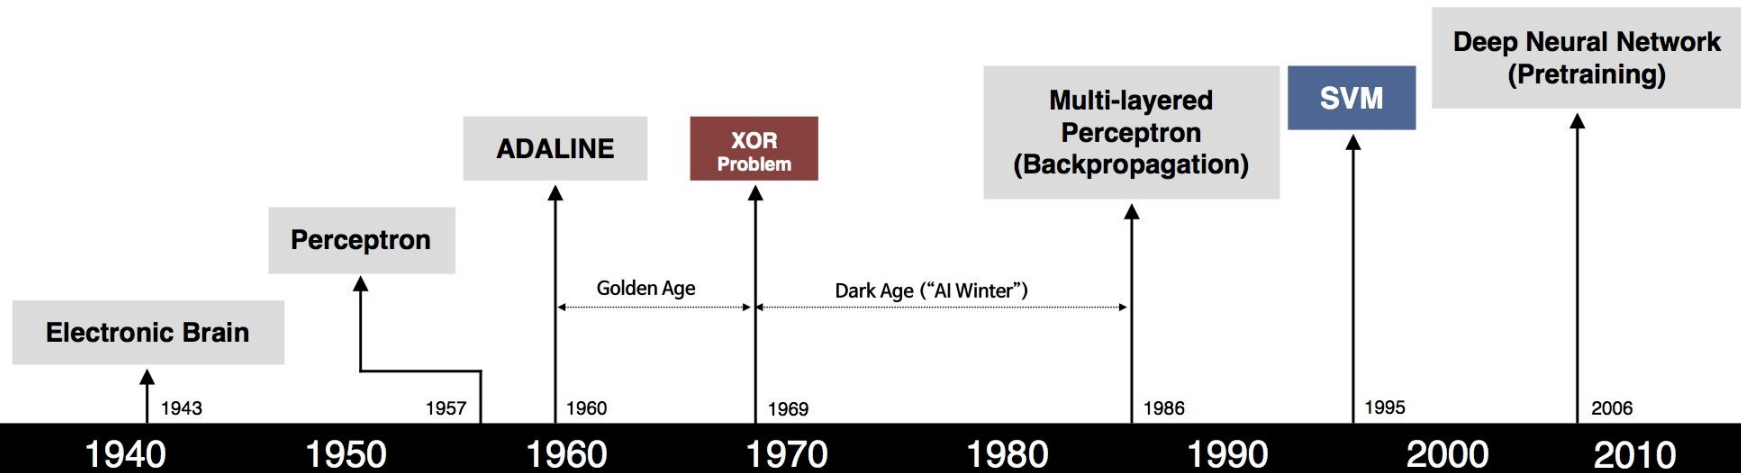 Deep Neural Network
(Pretraining)
Multi-layered
Perceptron
(Backpropagation)
SVM
ADALINE
XOR
Problem
Perceptron
Golden Age
Dark Age (“AI Winter”)
Electronic Brain
1943
1957
1960
1969
1986
1995
2006
1940
1950
1960
1970
1980
1990
2000
2010